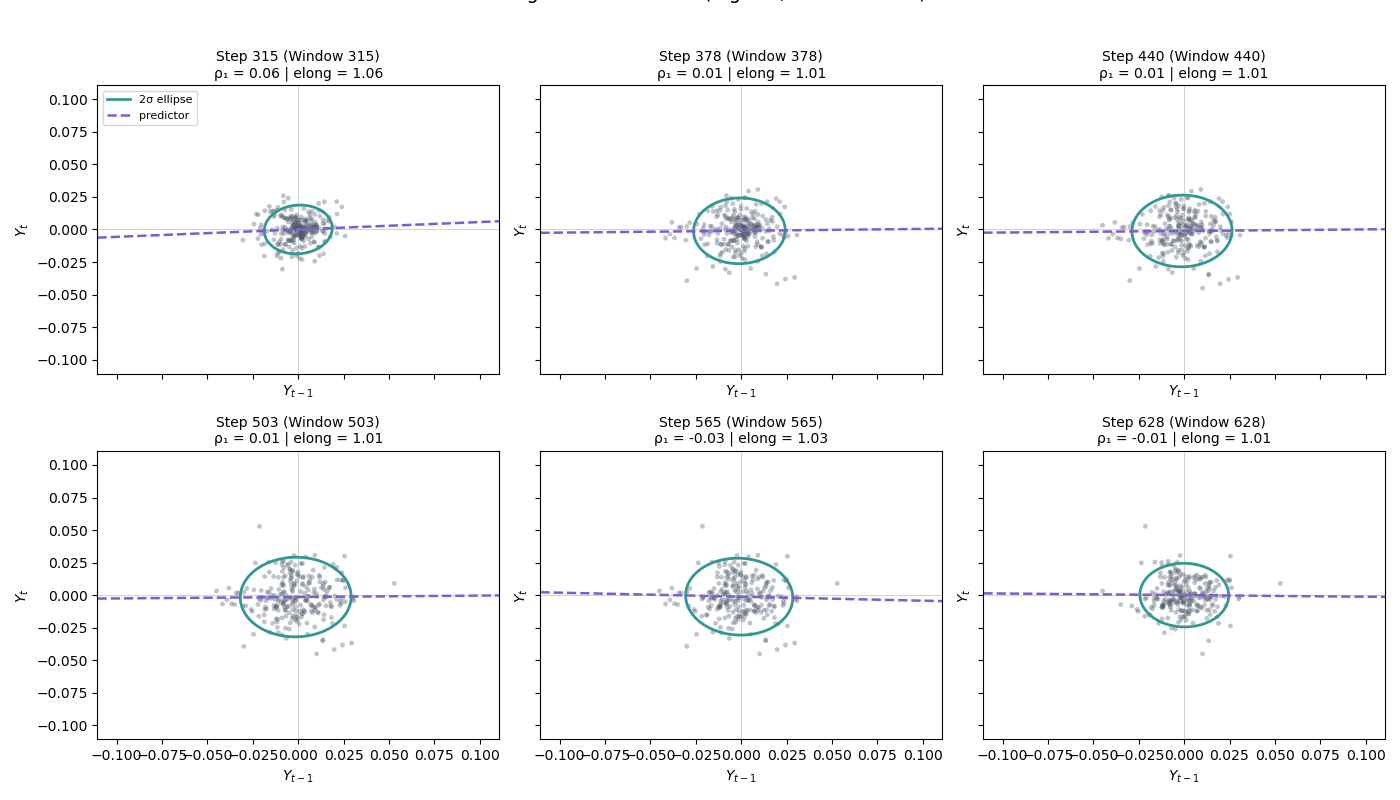 Step 315 (Window 315)
ρ₁ = 0.06 | elong = 1.06
2σ ellipse
predictor
0.100
0.075
0.050
0.025
0.000
−0.025
−0.050
−0.075
−0.100
Yₜ
Yₜ₋₁
Step 378 (Window 378)
ρ₁ = 0.01 | elong = 1.01
Yₜ
Yₜ₋₁
Step 440 (Window 440)
ρ₁ = 0.01 | elong = 1.01
Yₜ
Yₜ₋₁
Step 503 (Window 503)
ρ₁ = 0.01 | elong = 1.01
0.100
0.075
0.050
0.025
0.000
−0.025
−0.050
−0.075
−0.100
Yₜ
−0.100 −0.075 −0.050 −0.025 0.000 0.025 0.050 0.075 0.100
Yₜ₋₁
Step 565 (Window 565)
ρ₁ = -0.03 | elong = 1.03
Yₜ
−0.100 −0.075 −0.050 −0.025 0.000 0.025 0.050 0.075 0.100
Yₜ₋₁
Step 628 (Window 628)
ρ₁ = -0.01 | elong = 1.01
Yₜ
−0.100 −0.075 −0.050 −0.025 0.000 0.025 0.050 0.075 0.100
Yₜ₋₁